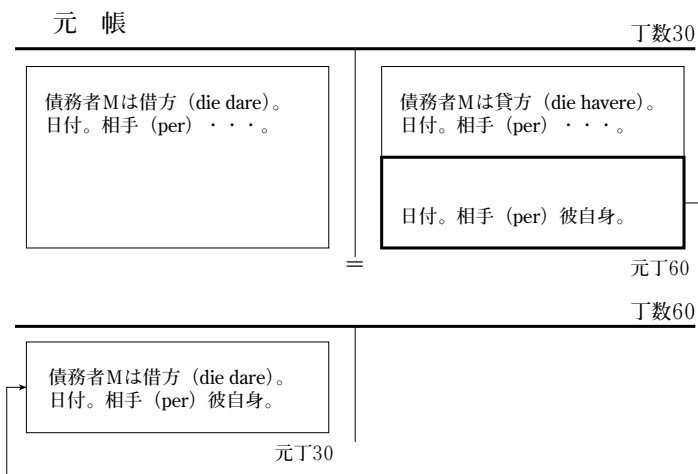 元　帳
丁数30
債務者Mは借方（die dare）。
日付。相手（per）・・・。
債務者Mは貸方（die havere）。
日付。相手（per）・・・。
日付。相手（per）彼自身。
＝
元丁60
丁数60
債務者Mは借方（die dare）。
日付。相手（per）彼自身。
元丁30